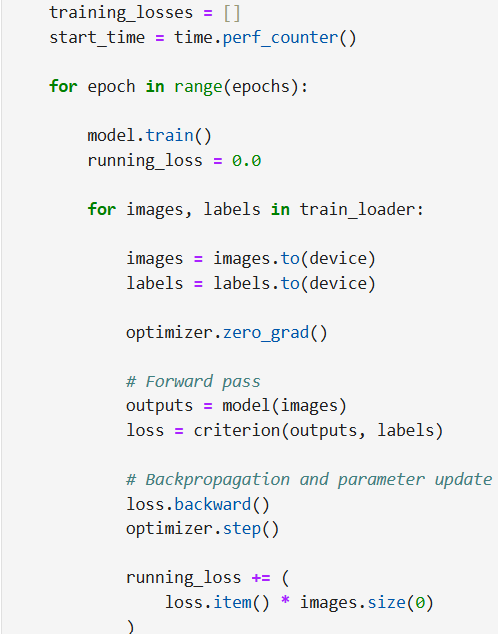 training_losses = []
start_time = time.perf_counter()
for epoch in range(epochs):
model.train()
running_loss = 0.0
for images, labels in train_loader:
images = images.to(device)
labels = labels.to(device)
optimizer.zero_grad()
# Forward pass
outputs = model(images)
loss = criterion(outputs, labels)
# Backpropagation and parameter update
loss.backward()
optimizer.step()
running_loss += (
loss.item() * images.size(0)
)